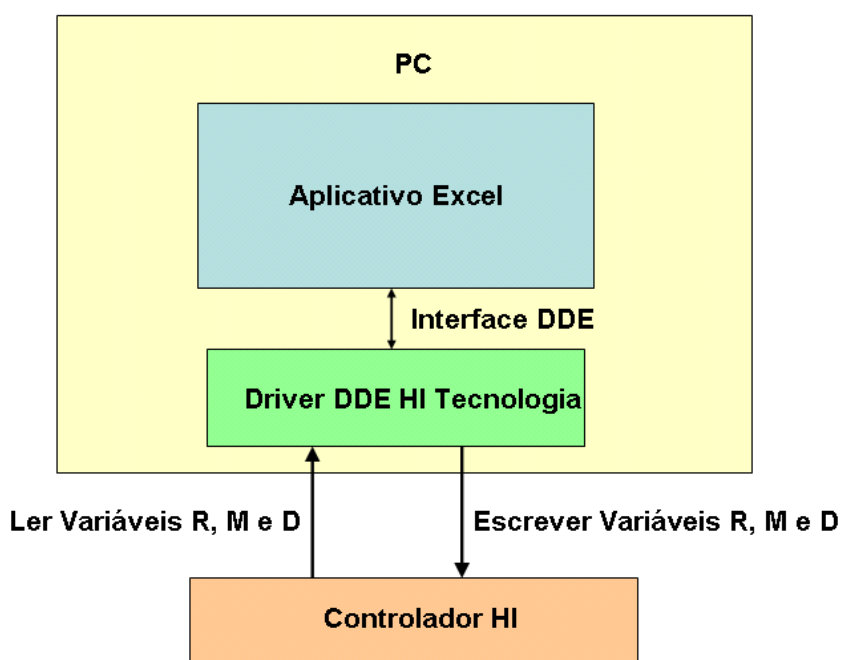 PC
Aplicativo Excel
Interface DDE
Driver DDE HI Tecnologia
Ler Variáveis R, M e D
Escrever Variáveis R, M e D
Controlador HI